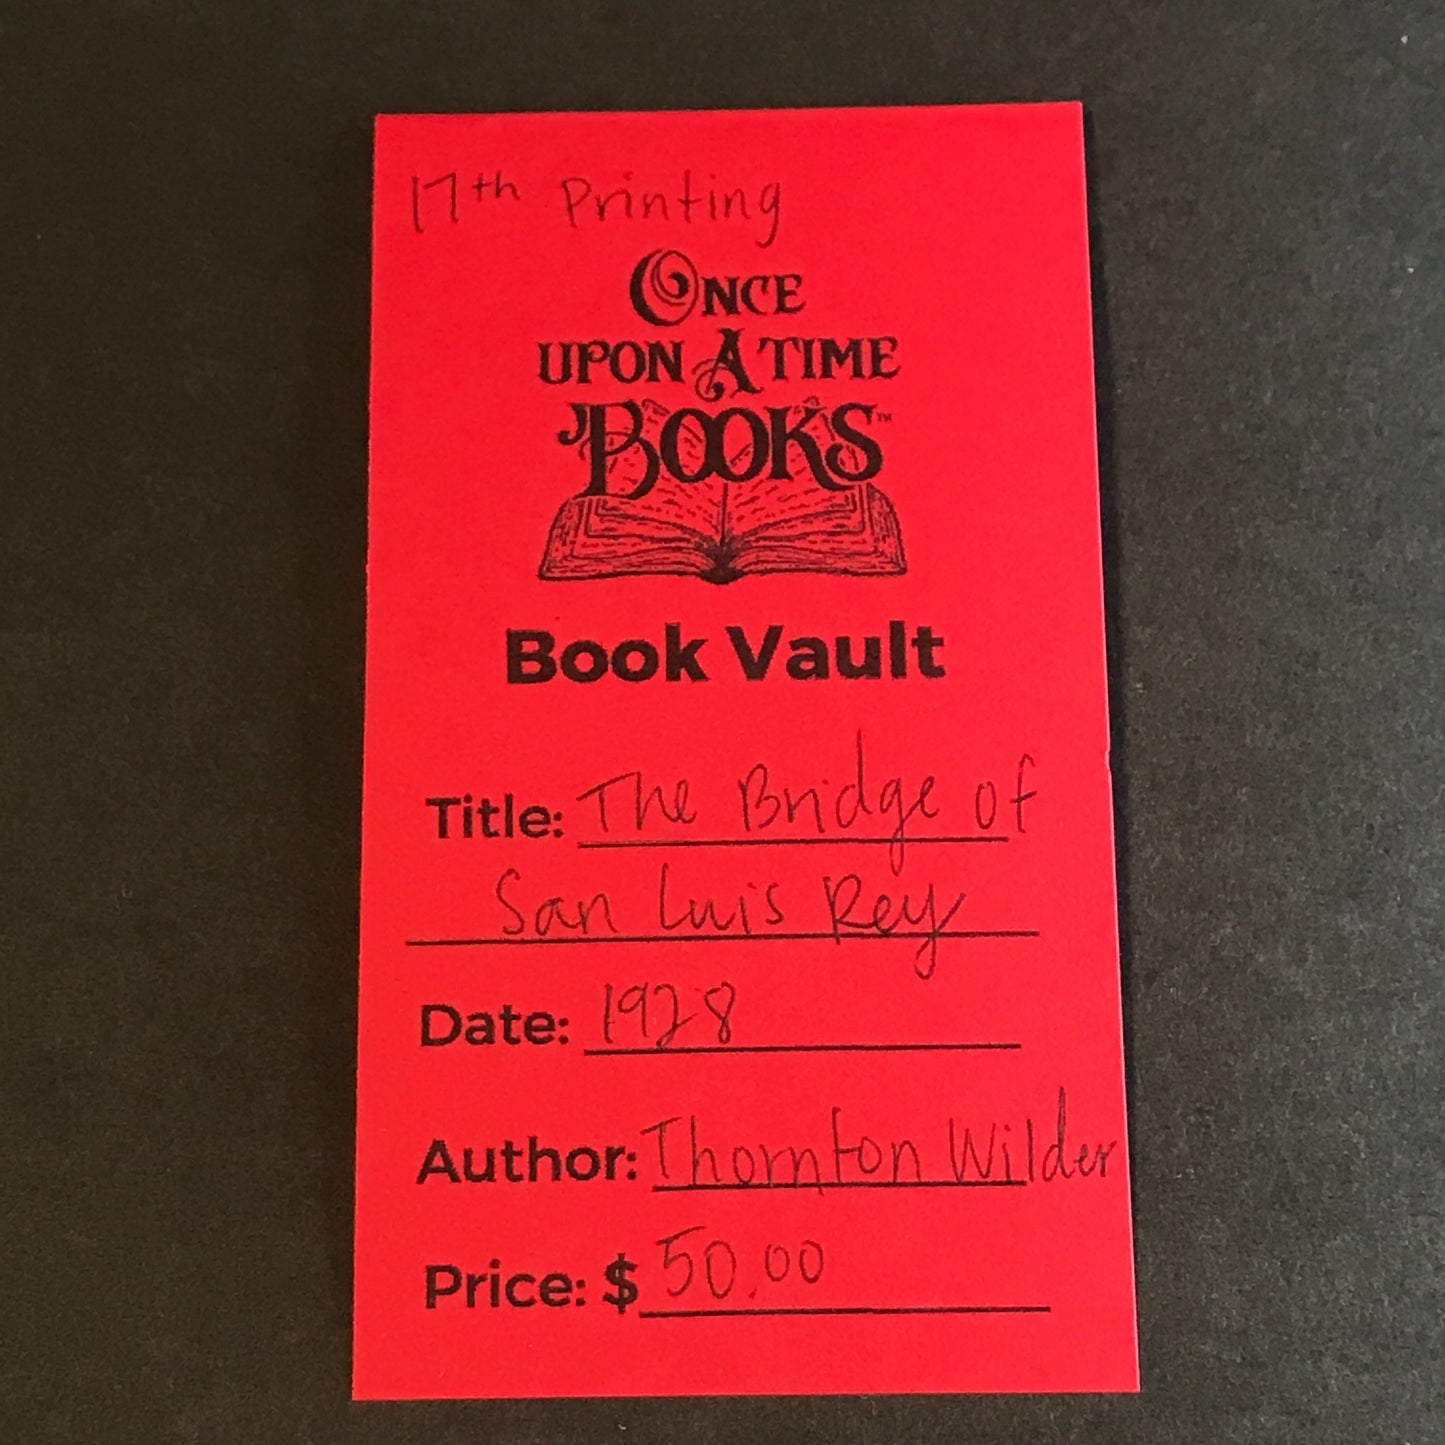 17th Printing
ONCE
UPON A TIME
BOOKS™
Book Vault
Title: The Bridge of
San Luis Rey
Date: 1928
Author: Thornton Wilder
Price: $50.00